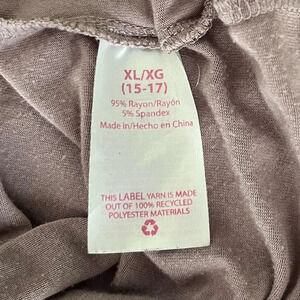 XL/XG
(15-17)
95% Rayon/Rayón
5% Spandex
Made in/Hecho en China
THIS LABEL YARN IS MADE
OUT OF 100% RECYCLED
POLYESTER MATERIALS